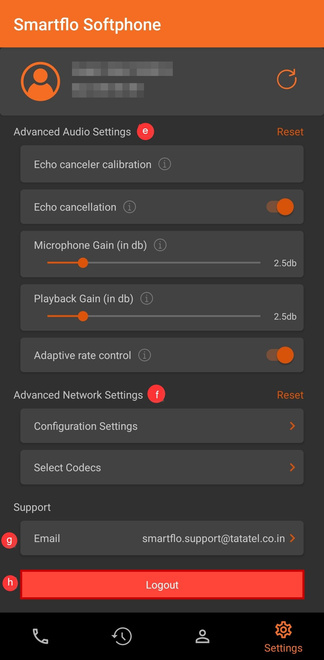 Smartflo Softphone
Advanced Audio Settings e Reset
Echo canceler calibration
Echo cancellation
Microphone Gain (in db)
2.5db
Playback Gain (in db)
2.5db
Adaptive rate control
Advanced Network Settings f Reset
Configuration Settings
Select Codecs
Support
g Email smartflo.support@tatatel.co.in
h Logout
Settings